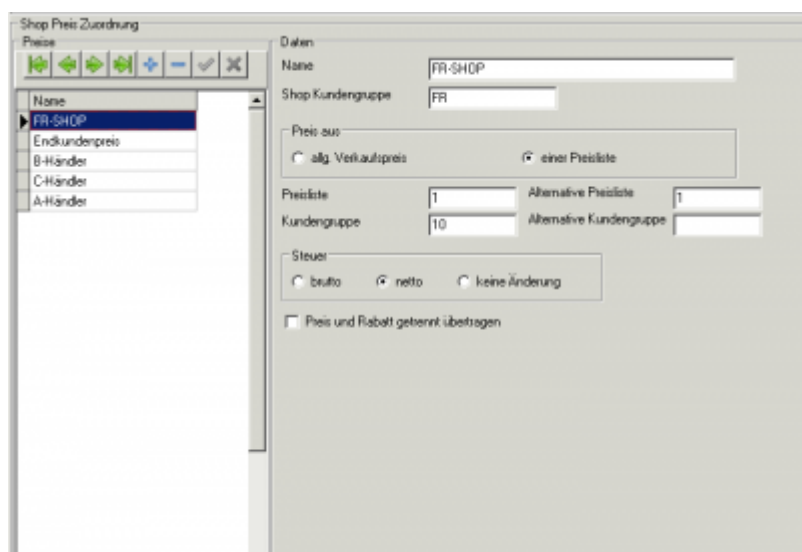 Shop Preis Zuordnung
Preise
Name
FR-SHOP
Endkundenpreis
B-Händler
C-Händler
A-Händler
Daten
Name FR-SHOP
Shop Kundengruppe FR
Preis aus
allg. Verkaufspreis einer Preisliste
Preisliste 1 Alternative Preisliste 1
Kundengruppe 10 Alternative Kundengruppe
Steuer
brutto netto keine Änderung
Preis und Rabatt getrennt übertragen